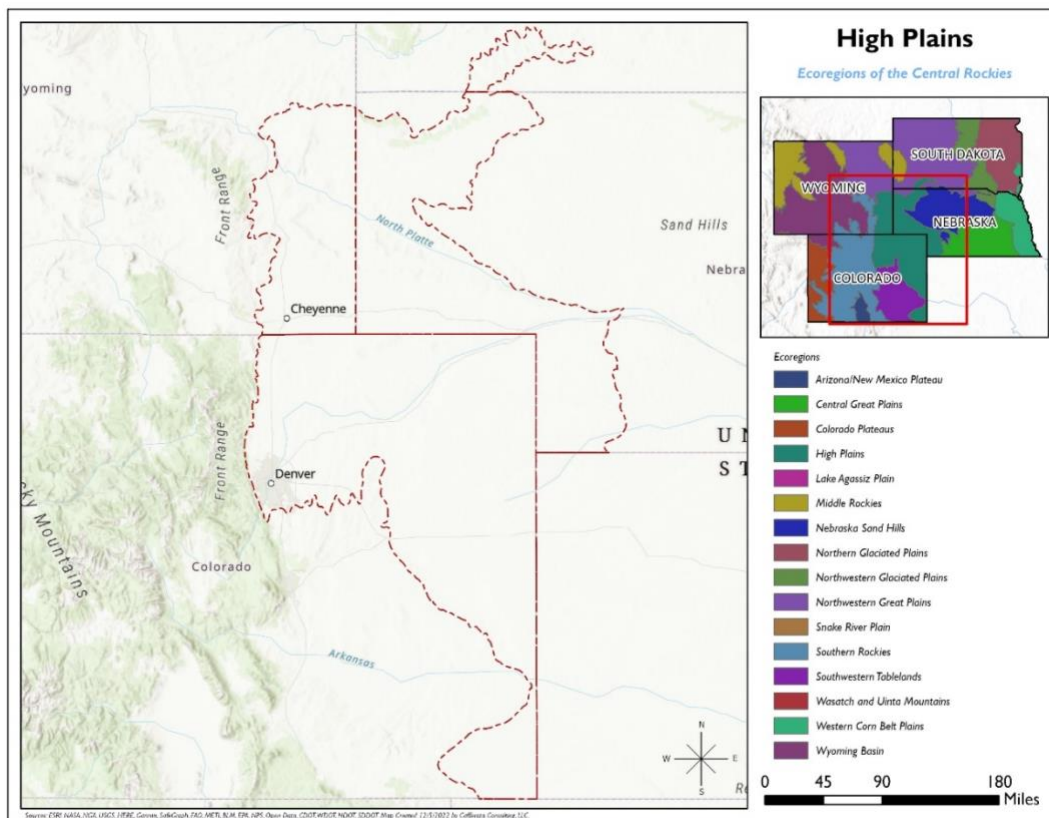 High Plains
Ecoregions of the Central Rockies
yoming
Front Range
North Platte
Sand Hills
Nebra
Cheyenne
Front Range
Denver
U N
S T
cky Mountains
Colorado
Arkansas
N
W E
S
SOUTH DAKOTA
WYOMING
NEBRASKA
COLORADO
Ecoregions
Arizona/New Mexico Plateau
Central Great Plains
Colorado Plateaus
High Plains
Lake Agassiz Plain
Middle Rockies
Nebraska Sand Hills
Northern Glaciated Plains
Northwestern Glaciated Plains
Northwestern Great Plains
Snake River Plain
Southern Rockies
Southwestern Tablelands
Wasatch and Uinta Mountains
Western Corn Belt Plains
Wyoming Basin
0 45 90 180
Miles